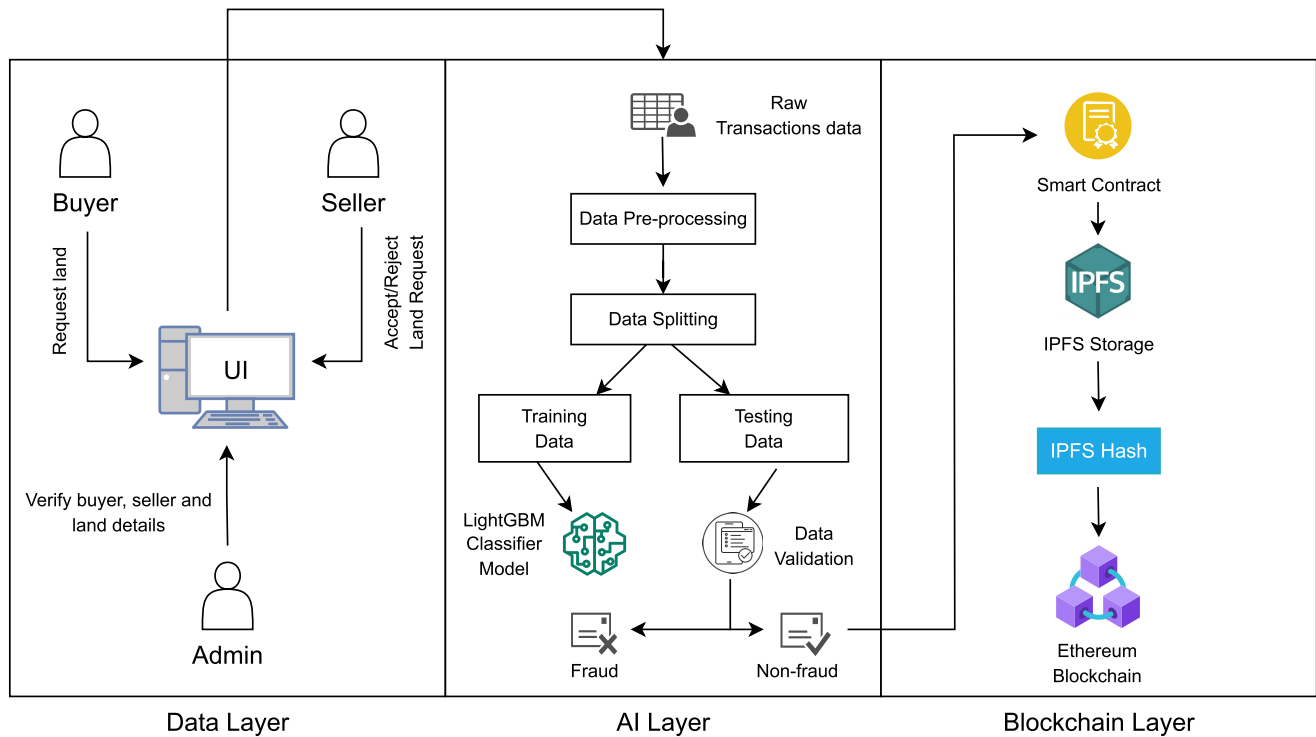 Buyer
Seller
Request land
Accept/Reject
Land Request
UI
Verify buyer, seller and
land details
Admin
Data Layer
Raw
Transactions data
Data Pre-processing
Data Splitting
Training
Data
Testing
Data
LightGBM
Classifier
Model
Data
Validation
Fraud
Non-fraud
AI Layer
Smart Contract
IPFS
IPFS Storage
IPFS Hash
Ethereum
Blockchain
Blockchain Layer